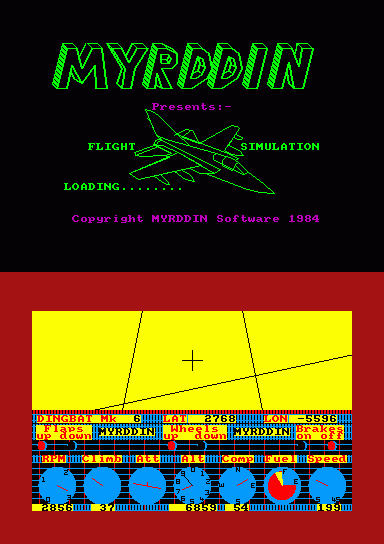 MYRDDIN
Presents:-
FLIGHT SIMULATION
LOADING........
Copyright MYRDDIN Software 1984
DINGBAT Mk 6 LAT 2768 LON -5596
Flaps MYRDDIN Wheels MYRDDIN Brakes
up down up down on off
RPM Climb Att Alt Comp Fuel Speed
2856 37 6859 54 199